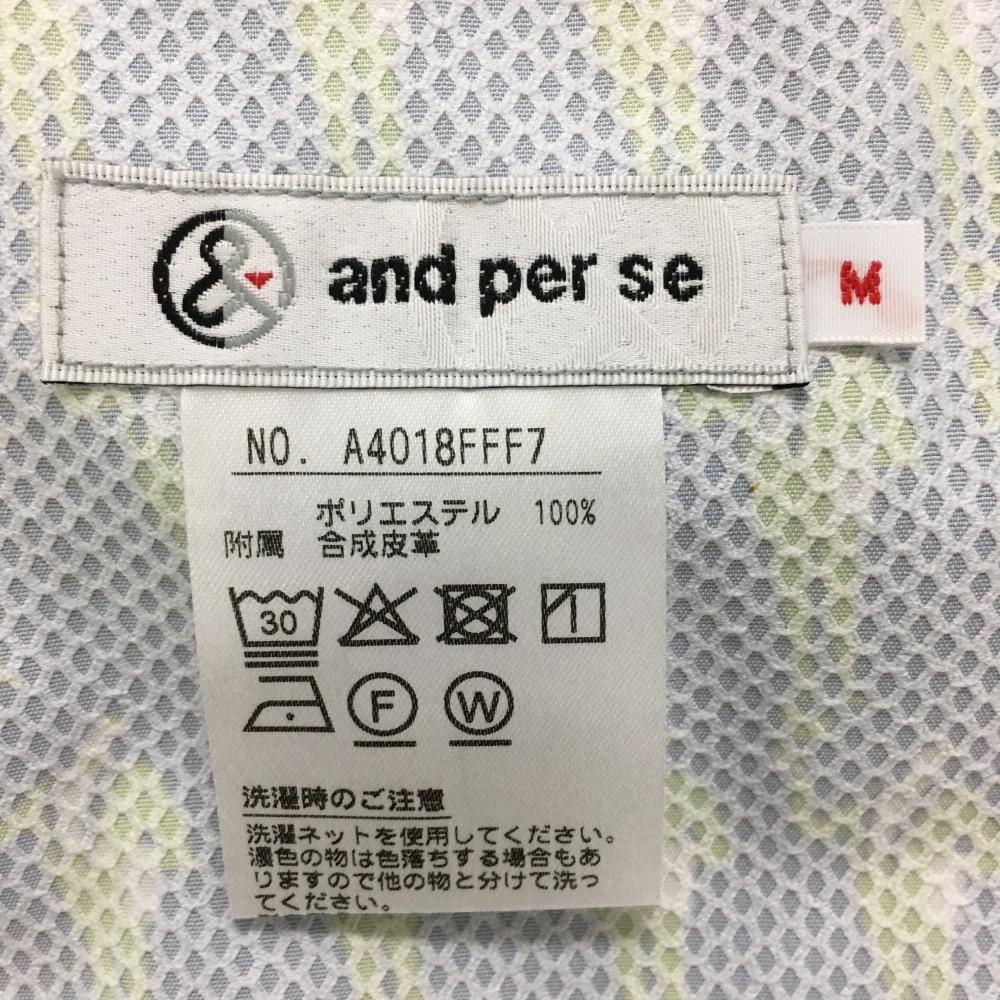 & and per se
M
NO. A4018FFF7
ポリエステル 100%
附属 合成皮革
30
F W
洗濯時のご注意
洗濯ネットを使用してください。
濃色の物は色落ちする場合もあ
りますので他の物と分けて洗っ
てください。